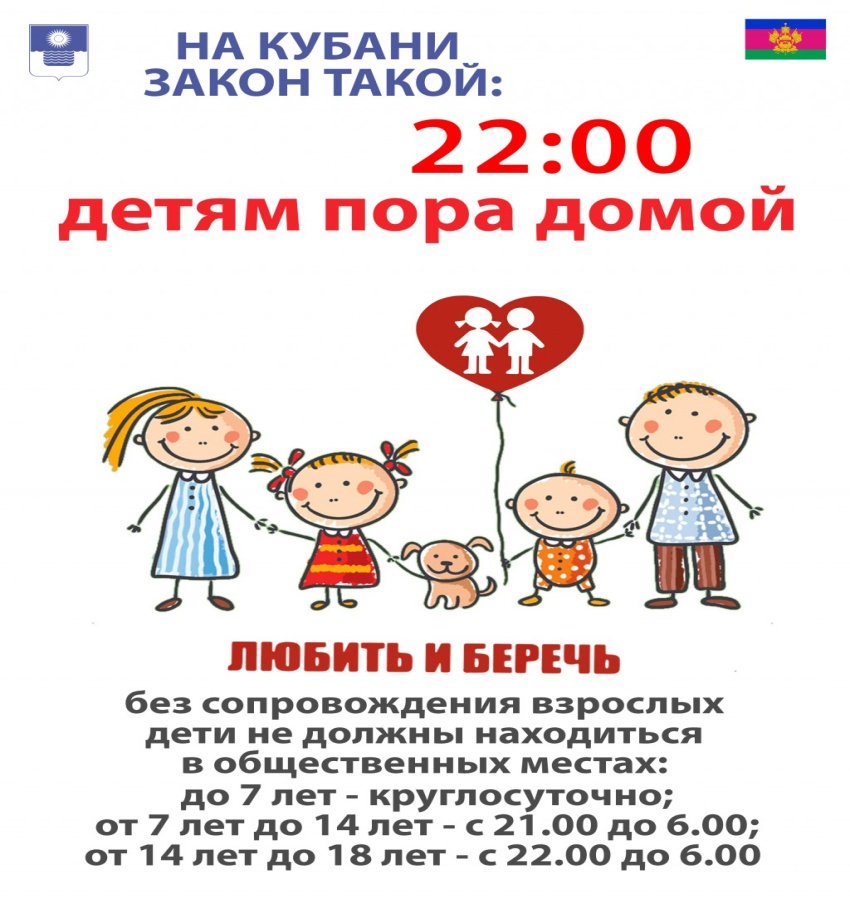 НА КУБАНИ
ЗАКОН ТАКОЙ:
22:00
детям пора домой
ЛЮБИТЬ И БЕРЕЧЬ
без сопровождения взрослых
дети не должны находиться
в общественных местах:
до 7 лет - круглосуточно;
от 7 лет до 14 лет - с 21.00 до 6.00;
от 14 лет до 18 лет - с 22.00 до 6.00